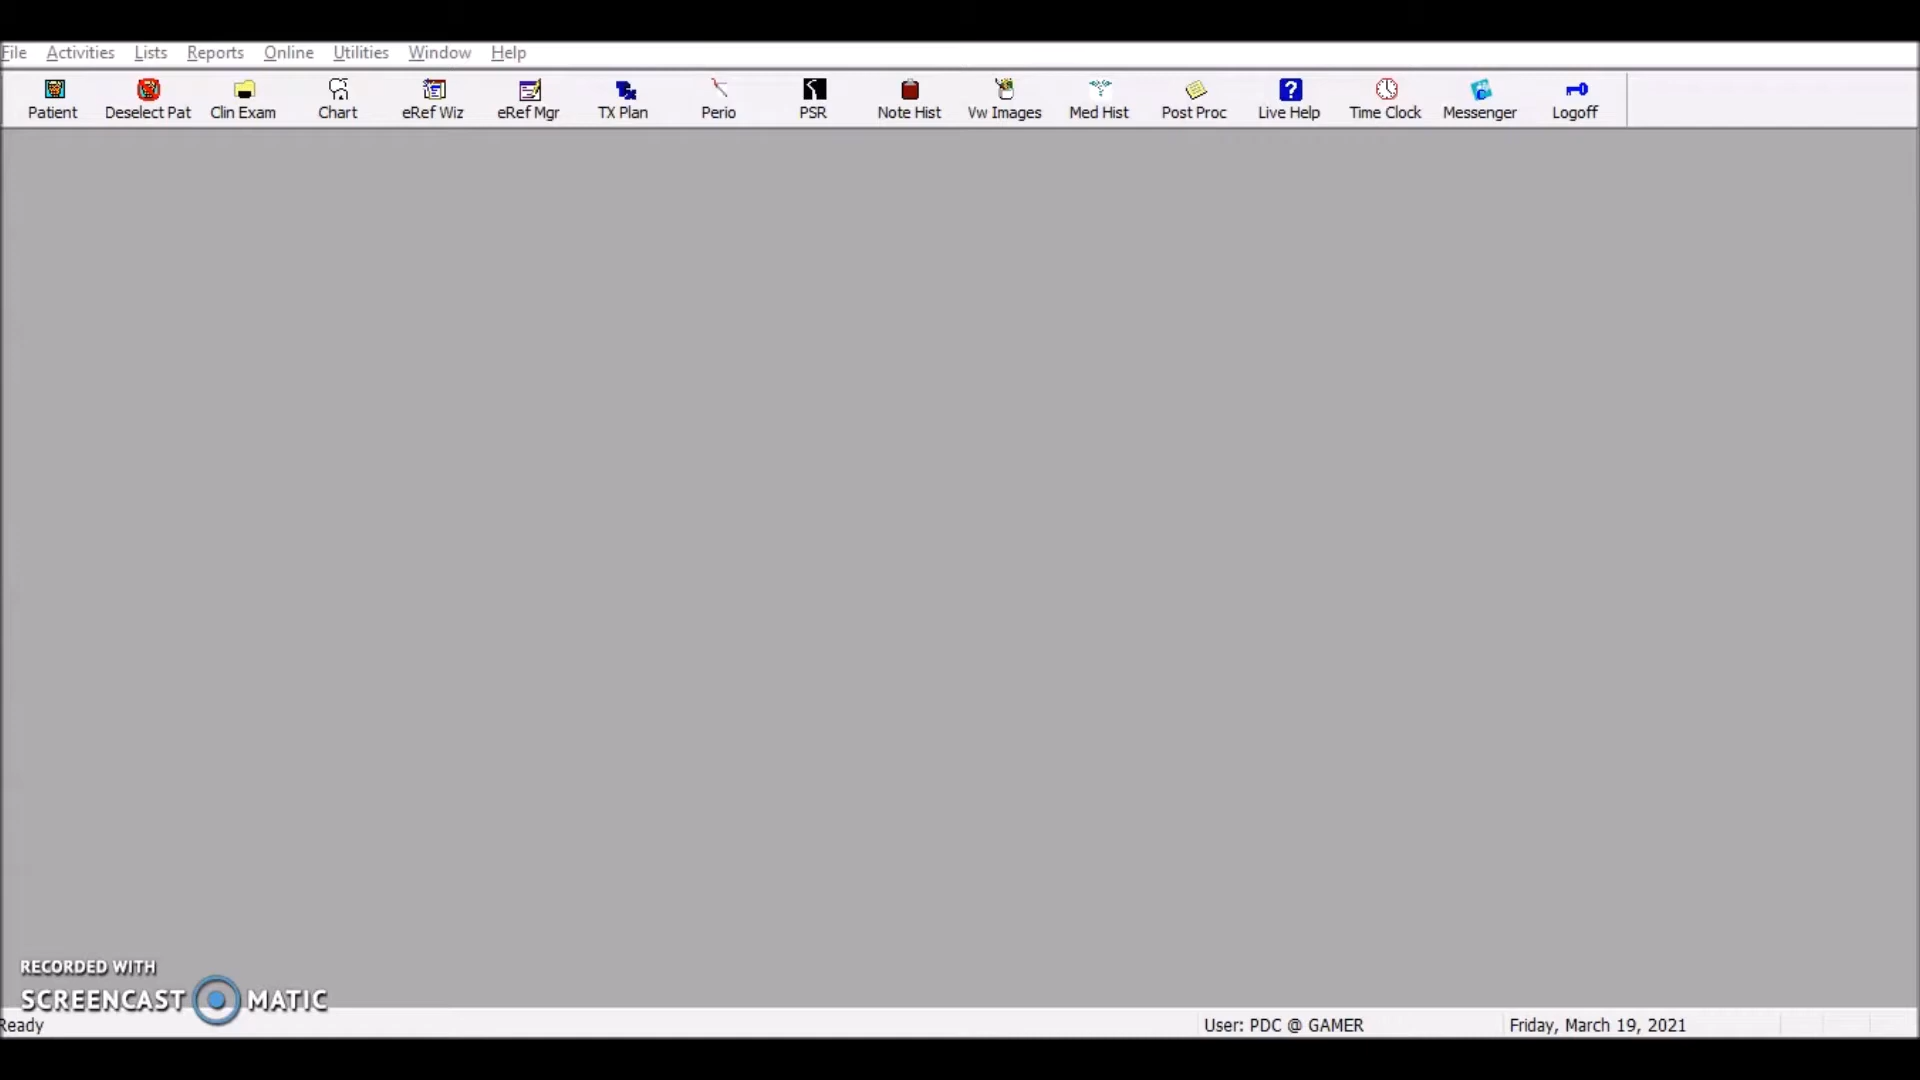 File Activities Lists Reports Online Utilities Window Help
Patient Deselect Pat Clin Exam Chart eRef Wiz eRef Mgr TX Plan Perio PSR Note Hist Vw Images Med Hist Post Proc Live Help Time Clock Messenger Logoff
RECORDED WITH
SCREENCAST MATIC
Ready User: PDC @ GAMER Friday, March 19, 2021